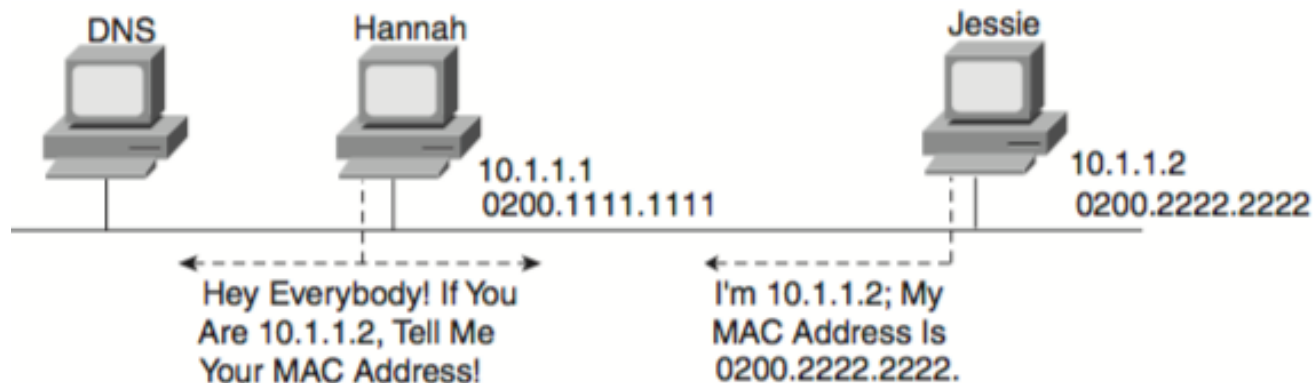 DNS
Hannah
Jessie
10.1.1.1
0200.1111.1111
10.1.1.2
0200.2222.2222
Hey Everybody! If You
Are 10.1.1.2, Tell Me
Your MAC Address!
I'm 10.1.1.2; My
MAC Address Is
0200.2222.2222.